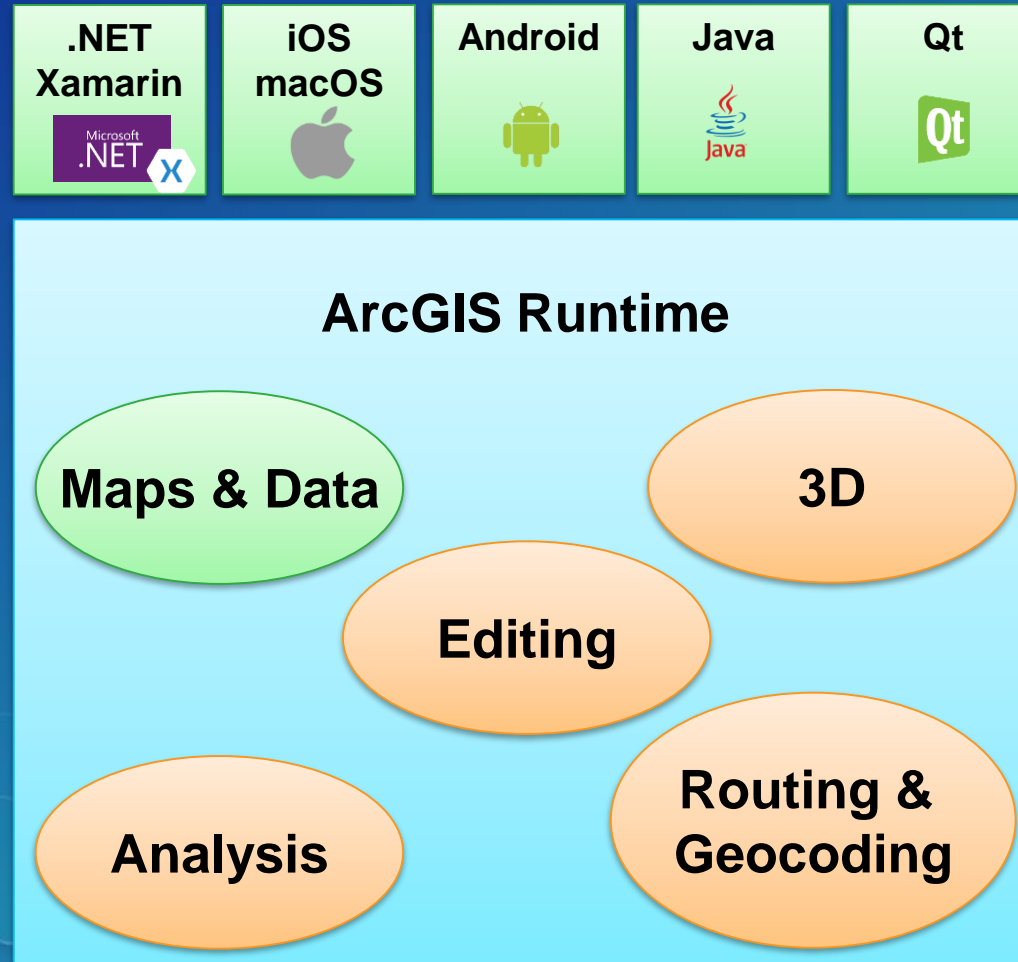 .NET
Xamarin
Microsoft
.NET
X
iOS
macOS
Android
Java
Java
Qt
Qt
ArcGIS Runtime
Maps & Data
3D
Editing
Analysis
Routing &
Geocoding